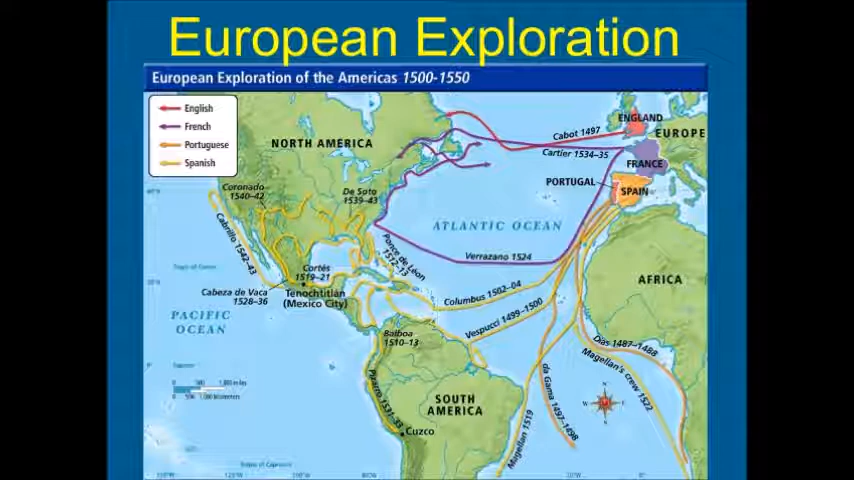 European Exploration
European Exploration of the Americas 1500-1550
English
French
Portuguese
Spanish
NORTH AMERICA
ENGLAND
EUROPE
Cabot 1497
Cartier 1534–35
FRANCE
PORTUGAL
SPAIN
Coronado
1540–42
De Soto
1539–43
ATLANTIC OCEAN
Cabrillo 1542–43
Ponce de León
1512–13
Verrazano 1524
Cortés
1519–21
AFRICA
Cabeza de Vaca
1528–36
Tenochtitlán
(Mexico City)
Columbus 1502–04
Vespucci 1499–1500
PACIFIC
OCEAN
Balboa
1510–13
Dias 1487–1488
Magellan's crew 1522
Pizarro 1531–33
da Gama 1497–1498
SOUTH
AMERICA
Magellan 1519
Cuzco
N
W
E
S